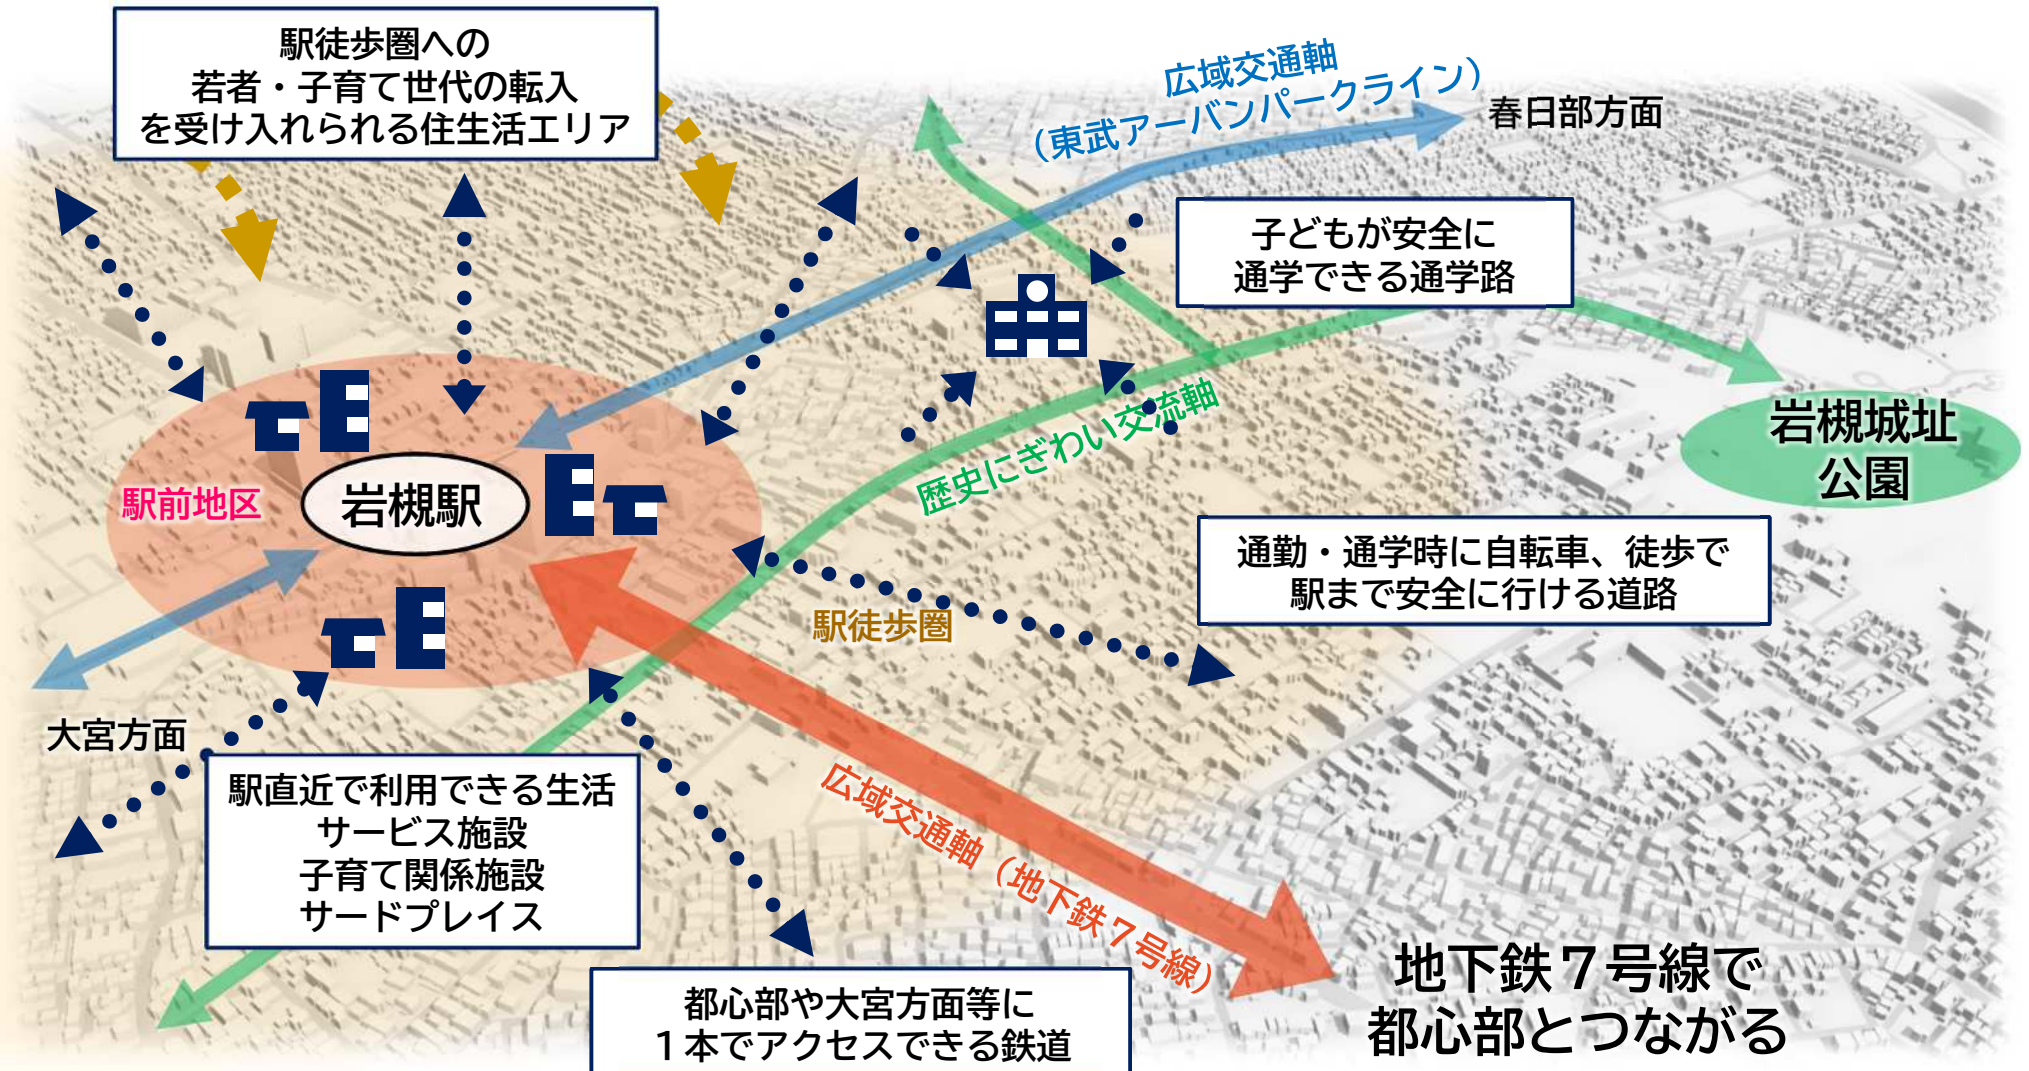 駅徒歩圏への
若者・子育て世代の転入
を受け入れられる住生活エリア
広域交通軸
（東武アーバンパークライン）
春日部方面
子どもが安全に
通学できる通学路
岩槻城址
公園
歴史にぎわい交流軸
駅前地区
岩槻駅
通勤・通学時に自転車、徒歩で
駅まで安全に行ける道路
駅徒歩圏
大宮方面
駅直近で利用できる生活
サービス施設
子育て関係施設
サードプレイス
広域交通軸（地下鉄７号線）
都心部や大宮方面等に
１本でアクセスできる鉄道
地下鉄７号線で
都心部とつながる